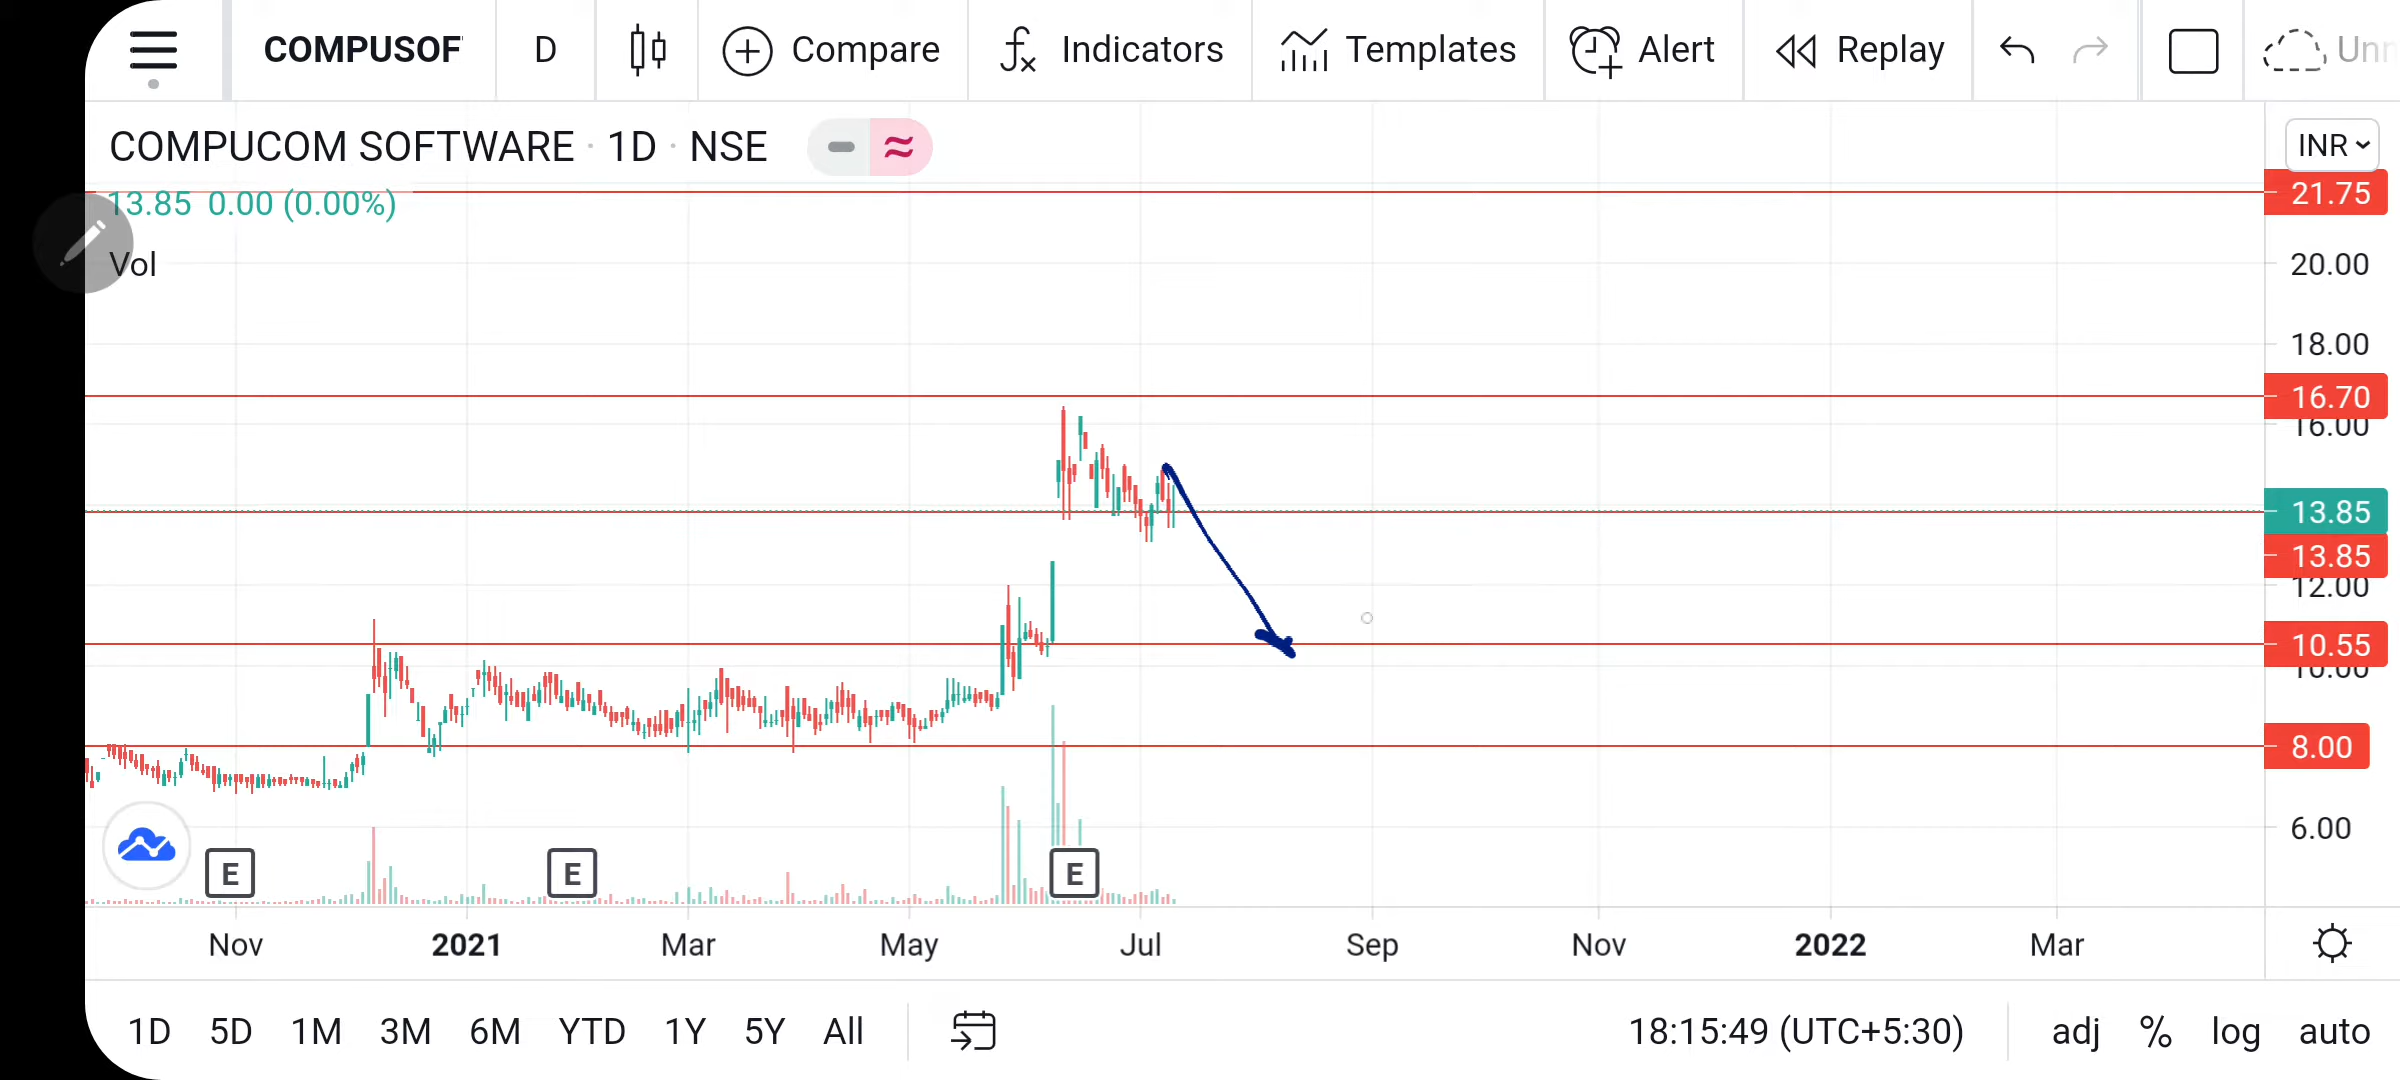 COMPUSOF D Compare Indicators Templates Alert Replay Unn
COMPUCOM SOFTWARE · 1D · NSE
INR
13.85 0.00 (0.00%)
Vol
21.75
20.00
18.00
16.70
16.00
13.85
13.85
12.00
10.55
10.00
8.00
6.00
E E E
Nov 2021 Mar May Jul Sep Nov 2022 Mar
1D 5D 1M 3M 6M YTD 1Y 5Y All 18:15:49 (UTC+5:30) adj % log auto